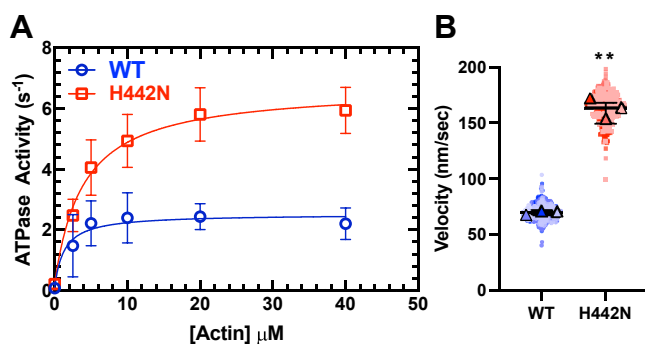 A
ATPase Activity (s-1)
8
6
4
2
0
WT
H442N
0
10
20
30
40
50
[Actin] μM
B
**
Velocity (nm/sec)
200
150
100
50
0
WT
H442N